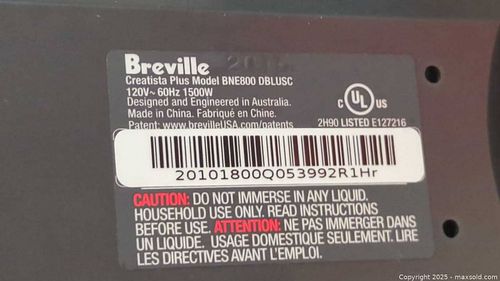 Breville
Creatista Plus Model BNE800 DBLUSC
120V~ 60Hz 1500W
Designed and Engineered in Australia.
Made in China. Fabriqué en China.
Patent: www.brevilleUSA.com/patents
C UL US
2H90 LISTED E127216
20101800Q053992R1Hr
CAUTION: DO NOT IMMERSE IN ANY LIQUID.
HOUSEHOLD USE ONLY. READ INSTRUCTIONS
BEFORE USE. ATTENTION: NE PAS IMMERGER DANS
UN LIQUIDE. USAGE DOMESTIQUE SEULEMENT. LIRE
LES DIRECTIVES AVANT L'EMPLOI.
Copyright © 2025 - maxsold.com